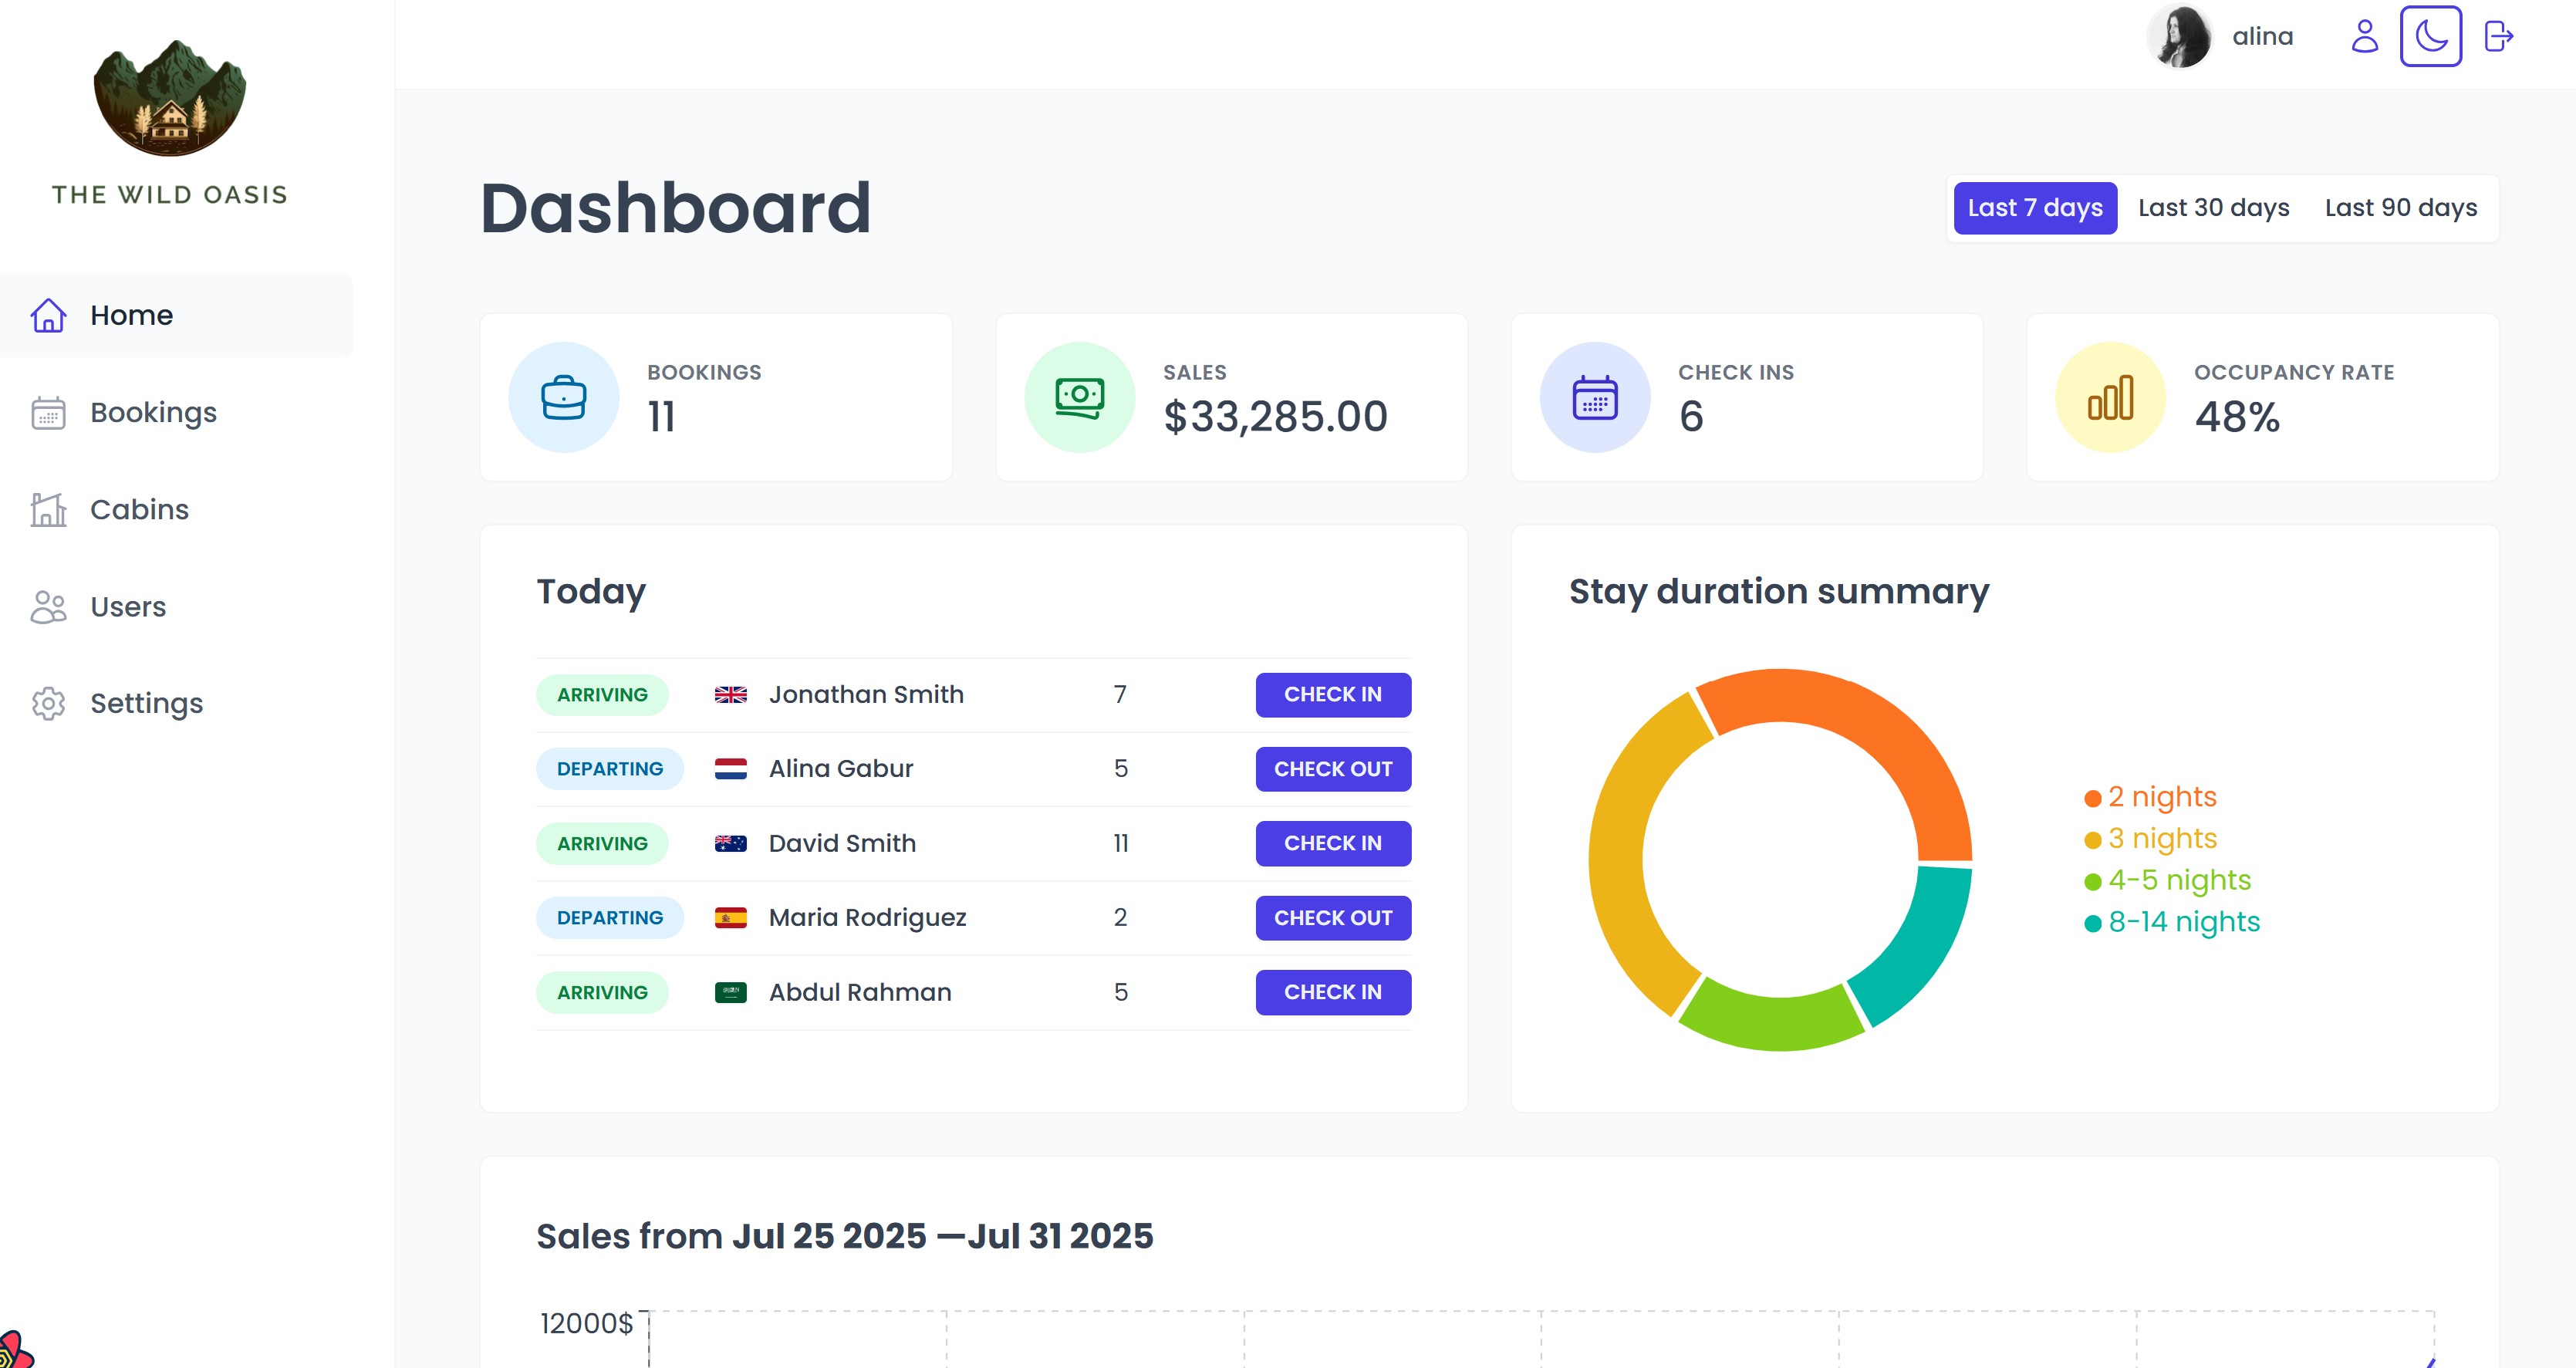 THE WILD OASIS
alina
Home
Bookings
Cabins
Users
Settings
Dashboard
Last 7 days
Last 30 days
Last 90 days
BOOKINGS
11
SALES
$33,285.00
CHECK INS
6
OCCUPANCY RATE
48%
Today
ARRIVING Jonathan Smith 7 CHECK IN
DEPARTING Alina Gabur 5 CHECK OUT
ARRIVING David Smith 11 CHECK IN
DEPARTING Maria Rodriguez 2 CHECK OUT
ARRIVING Abdul Rahman 5 CHECK IN
Stay duration summary
2 nights
3 nights
4-5 nights
8-14 nights
Sales from Jul 25 2025 —Jul 31 2025
12000$